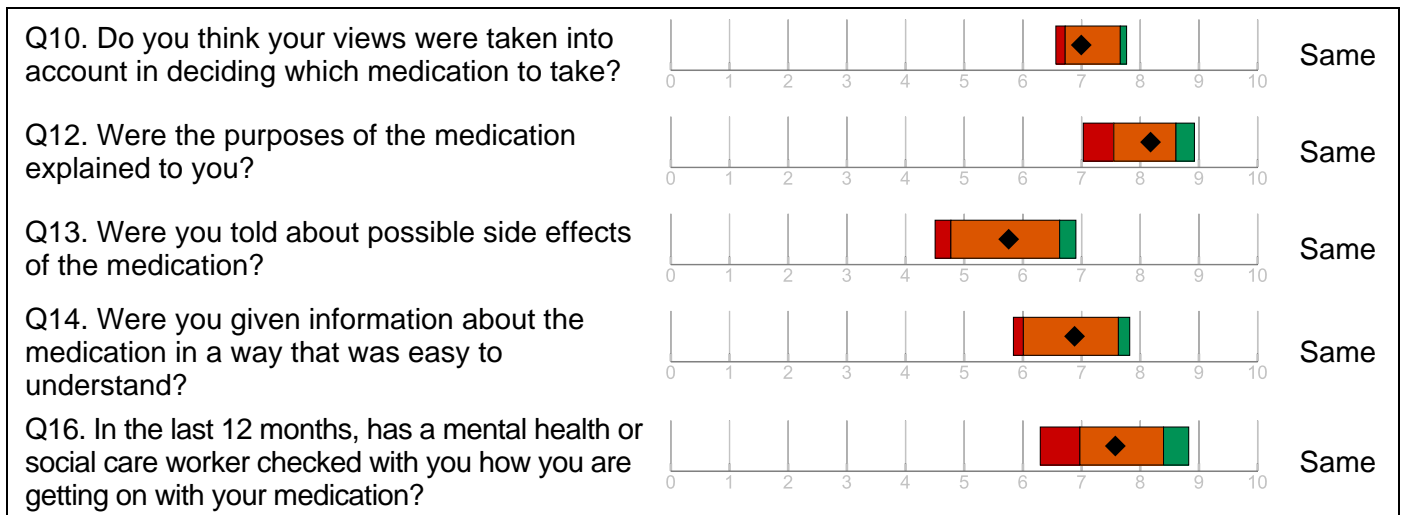 Q10. Do you think your views were taken into
account in deciding which medication to take?
0 1 2 3 4 5 6 7 8 9 10
Same
Q12. Were the purposes of the medication
explained to you?
0 1 2 3 4 5 6 7 8 9 10
Same
Q13. Were you told about possible side effects
of the medication?
0 1 2 3 4 5 6 7 8 9 10
Same
Q14. Were you given information about the
medication in a way that was easy to
understand?
0 1 2 3 4 5 6 7 8 9 10
Same
Q16. In the last 12 months, has a mental health or
social care worker checked with you how you are
getting on with your medication?
0 1 2 3 4 5 6 7 8 9 10
Same